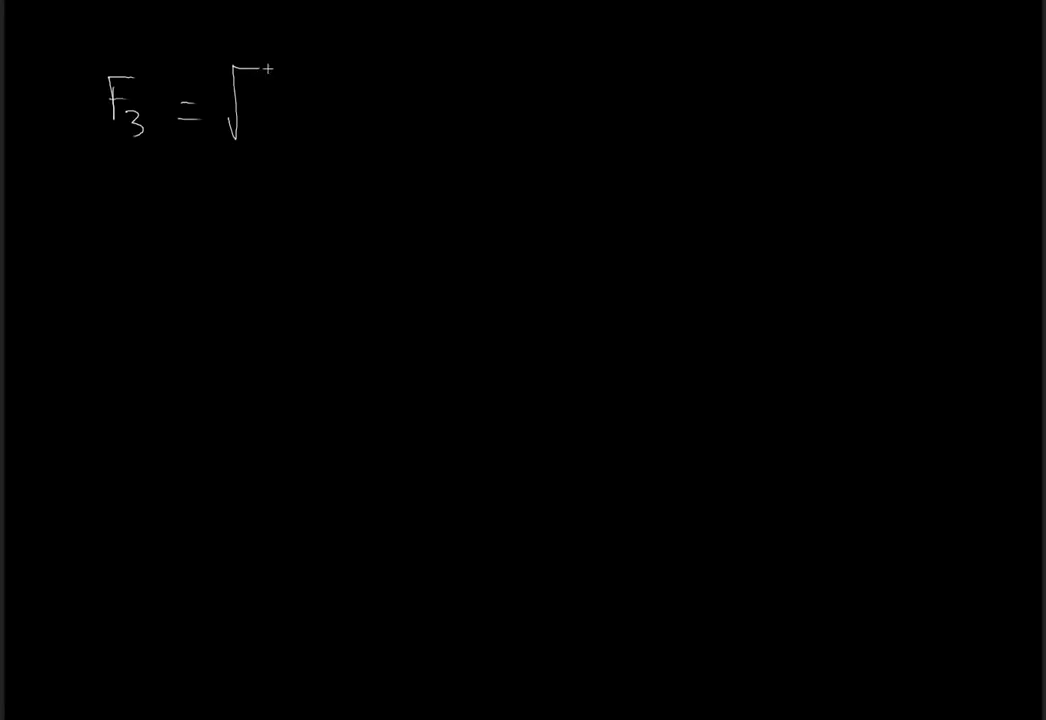 F₃ = √